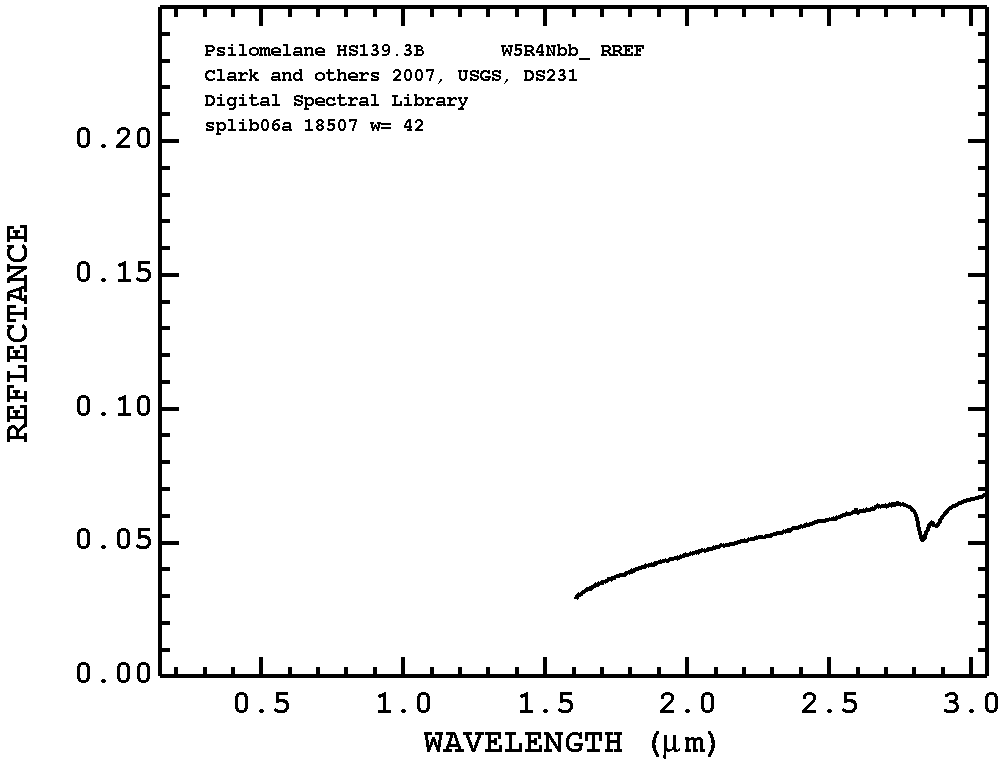 Psilomelane HS139.3B W5R4Nbb_ RREF
Clark and others 2007, USGS, DS231
Digital Spectral Library
splib06a 18507 w= 42
0.20
0.15
0.10
0.05
0.00
REFLECTANCE
0.5 1.0 1.5 2.0 2.5 3.0
WAVELENGTH (μm)